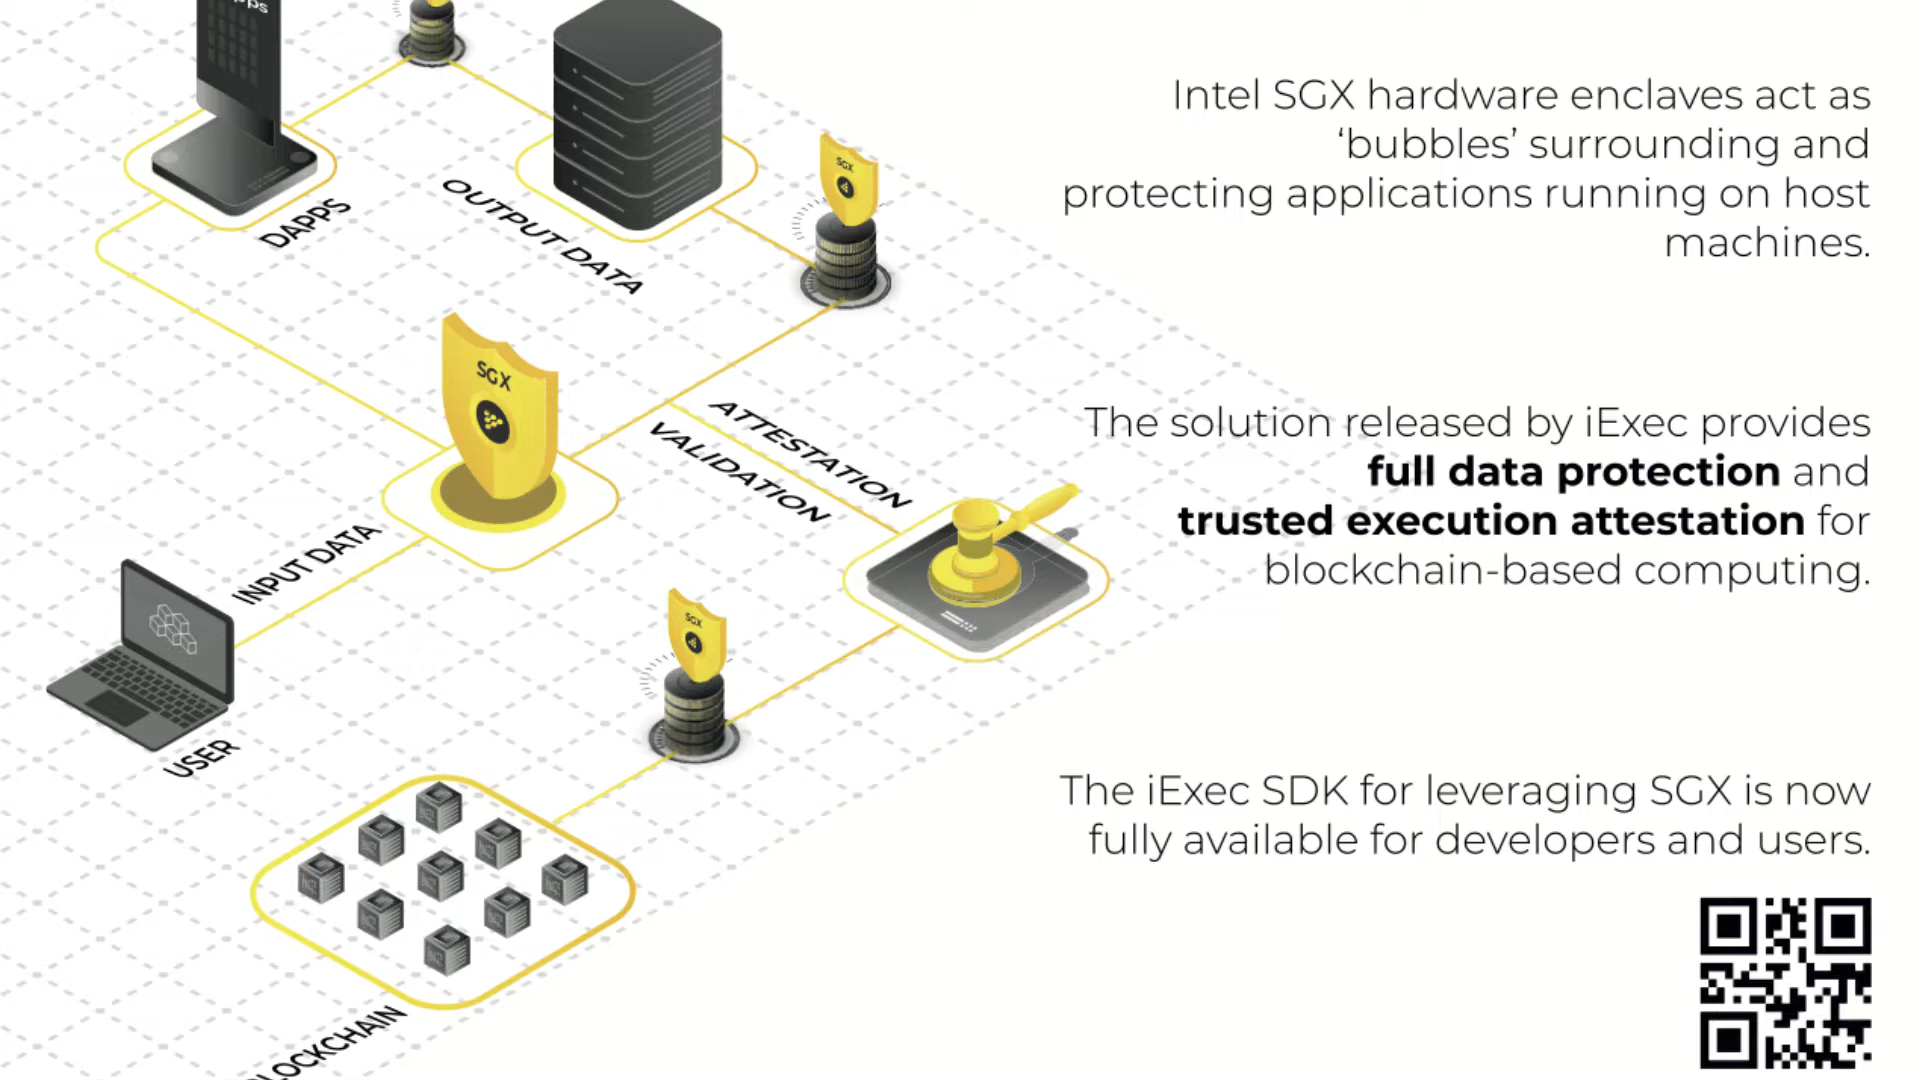 pps
DAPPS
OUTPUT DATA
SGX
SGX
ATTESTATION
VALIDATION
INPUT DATA
SGX
USER
LOCKCHAIN
Intel SGX hardware enclaves act as
‘bubbles’ surrounding and
protecting applications running on host
machines.
The solution released by iExec provides
full data protection and
trusted execution attestation for
blockchain-based computing.
The iExec SDK for leveraging SGX is now
fully available for developers and users.